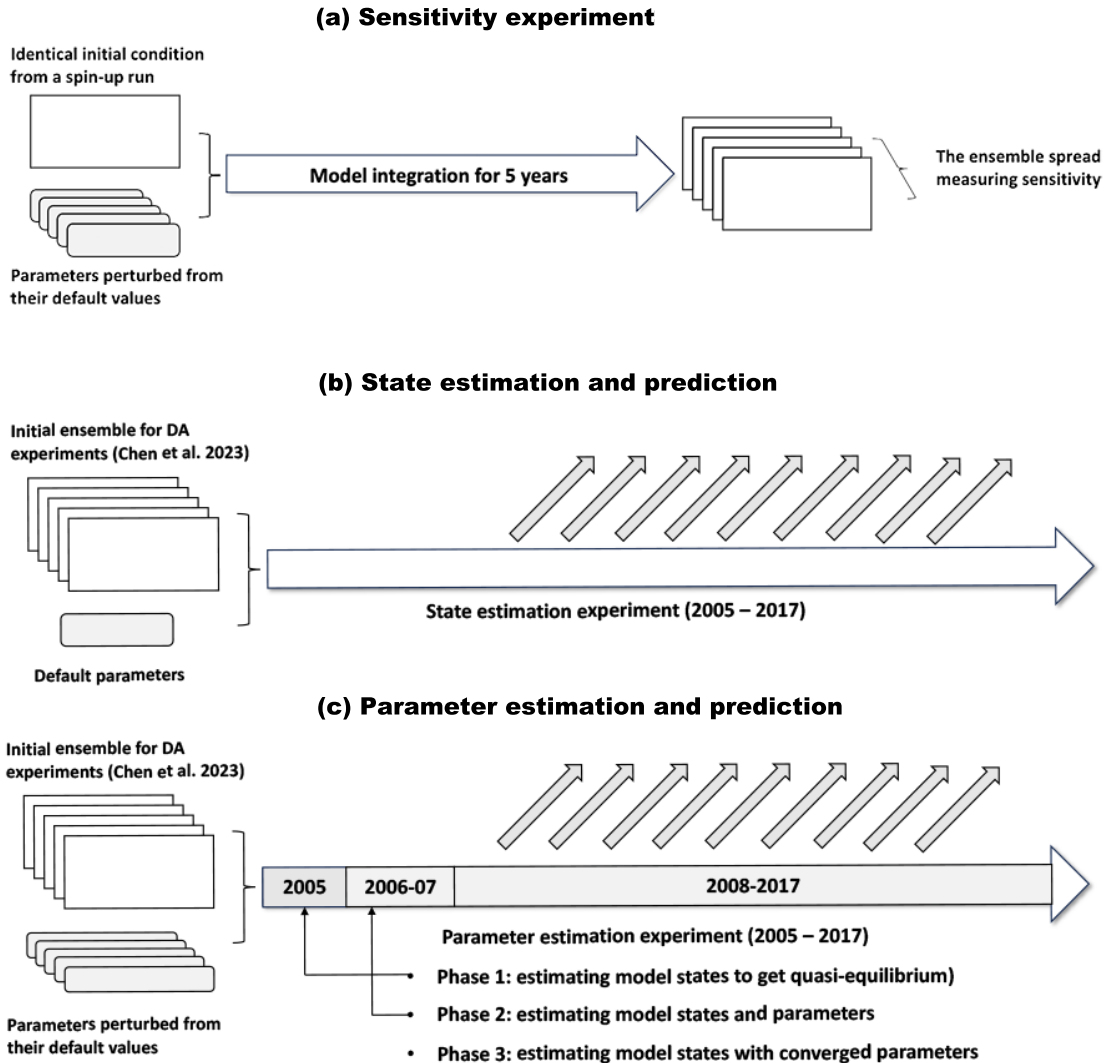 (a) Sensitivity experiment
Identical initial condition
from a spin-up run
Model integration for 5 years
The ensemble spread
measuring sensitivity
Parameters perturbed from
their default values
(b) State estimation and prediction
Initial ensemble for DA
experiments (Chen et al. 2023)
State estimation experiment (2005 – 2017)
Default parameters
(c) Parameter estimation and prediction
Initial ensemble for DA
experiments (Chen et al. 2023)
2005
2006-07
2008-2017
Parameter estimation experiment (2005 – 2017)
• Phase 1: estimating model states to get quasi-equilibrium)
• Phase 2: estimating model states and parameters
• Phase 3: estimating model states with converged parameters
Parameters perturbed from
their default values